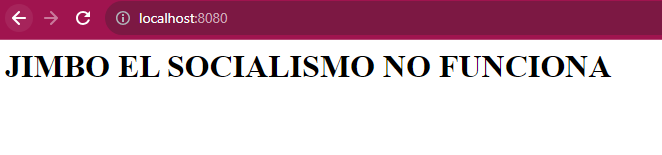 localhost:8080
JIMBO EL SOCIALISMO NO FUNCIONA